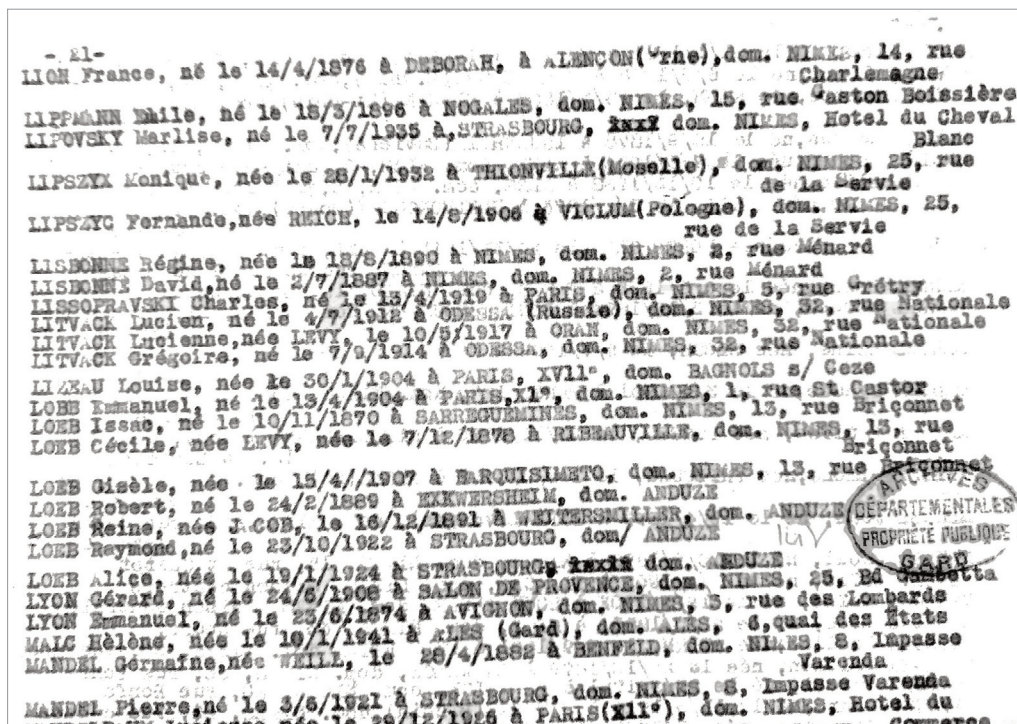 - 21-
LION France, né le 14/4/1876 à DEBORAH, à ALENÇON(Orne),dom. NIMES, 14, rue
Charlemagne
LIPPMANN Emile, né le 18/3/1896 à NOGALES, dom. NIMES, 15, rue Gaston Boissière
LIPOVSKY Marlise, né le 7/7/1935 à,STRASBOURG, dom. NIMES, Hotel du Cheval
Blanc
LIPSZYX Monique, née le 28/1/1932 à THIONVILLE(Moselle), dom. NIMES, 25, rue
de la Servie
LIPSZYC Fernande,née REICH, le 14/8/1906 à VICLUM(Pologne), dom. NIMES, 25,
rue de la Servie
LISBONNE Régine, née le 18/8/1890 à NIMES, dom. NIMES, 2, rue Ménard
LISBONNE David,né le 2/7/1887 à NIMES, dom. NIMES, 2, rue Ménard
LISSOPRAVSKI Charles, né le 13/4/1919 à PARIS, dom. NIMES, 5, rue Grétry
LITVACK Lucien, né le 4/7/1912 à ODESSA (Russie), dom. NIMES, 32, rue Nationale
LITVACK Lucienne,née LEVY, le 10/5/1917 à ORAN, dom. NIMES, 32, rue Nationale
LITVACK Grégoire, né le 7/9/1914 à ODESSA, dom. NIMES, 32, rue Nationale
LIZEAU Louise, née le 30/1/1904 à PARIS, XVII°, dom. BAGNOLS s/ Ceze
LOBB Emmanuel, né le 13/4/1904 à PARIS,XI°, dom. NIMES, 1, rue St Castor
LOEB Issac, né le 10/11/1870 à SARREGUEMINES, dom. NIMES, 13, rue Briçonnet
LOEB Cécile, née LEVY, née le 7/12/1878 à RIBEAUVILLE, dom. NIMES, 13, rue
Briçonnet
LOEB Gisèle, née le 15/4//1907 à BARQUISIMETO, dom. NIMES, 13, rue Briçonnet
LOEB Robert, né le 24/2/1889 à EKKWERSHEIM, dom. ANDUZE
LOEB Reine, née JACOB, le 16/12/1891 à WEITERSMILLER, dom. ANDUZE
LOEB Raymond,né le 23/10/1922 à STRASBOURG, dom/ ANDUZE
ARCHIVES
DÉPARTEMENTALES
PROPRIÉTÉ PUBLIQUE
GARD
LOEB Alice, née le 19/1/1924 à STRASBOURG, dom. ANDUZE
LYON Gérard, né le 24/6/1908 à SALON DE PROVENCE, dom. NIMES, 25, Bd Gambetta
LYON Emmanuel, né le 23/6/1874 à AVIGNON, dom. NIMES, 3, rue des Lombards
MALC Hèlène, née le 19/1/1941 à ALES (Gard), dom. ALES, 6,quai des États
MANDEL Germaine,née WEILL, le 28/4/1882 à BENFELD, dom. NIMES, 8, Impasse
Varenda
MANDEL Pierre,né le 3/6/1921 à STRASBOURG, dom. NIMES, 8, Impasse Varenda
née le 29/12/1926 à PARIS(XII°), dom. NIMES, Hotel du